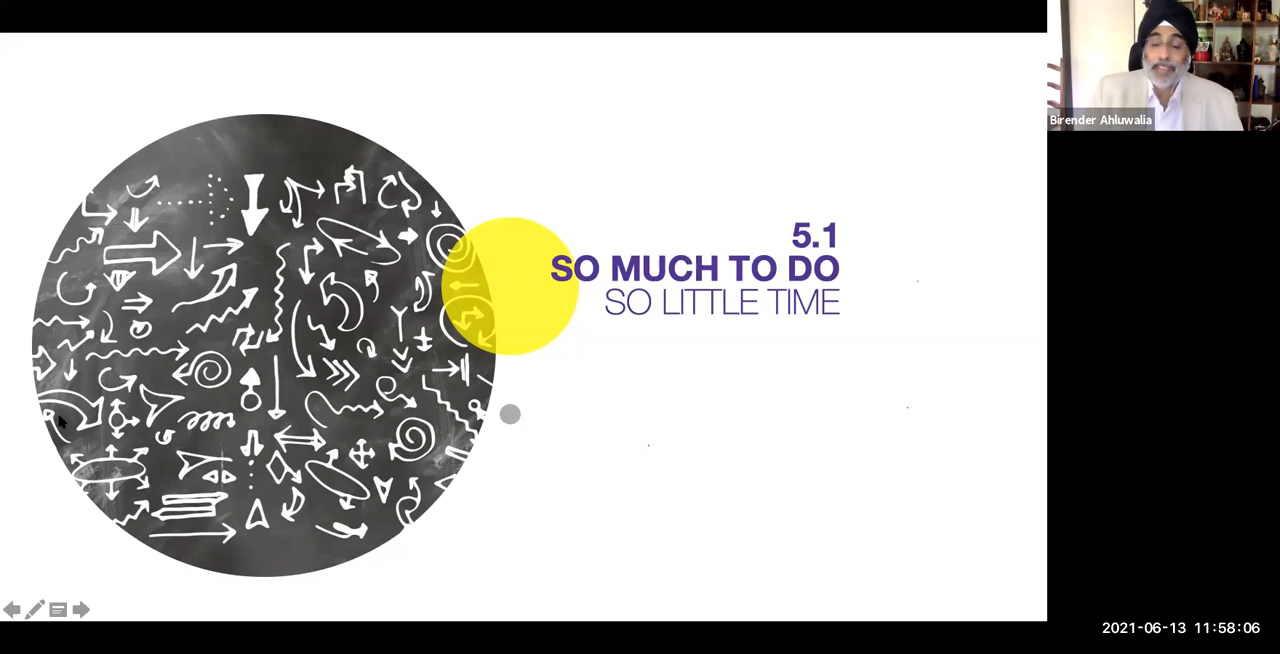 5.1
SO MUCH TO DO
SO LITTLE TIME
Birender Ahluwalia
2021-06-13 11:58:06